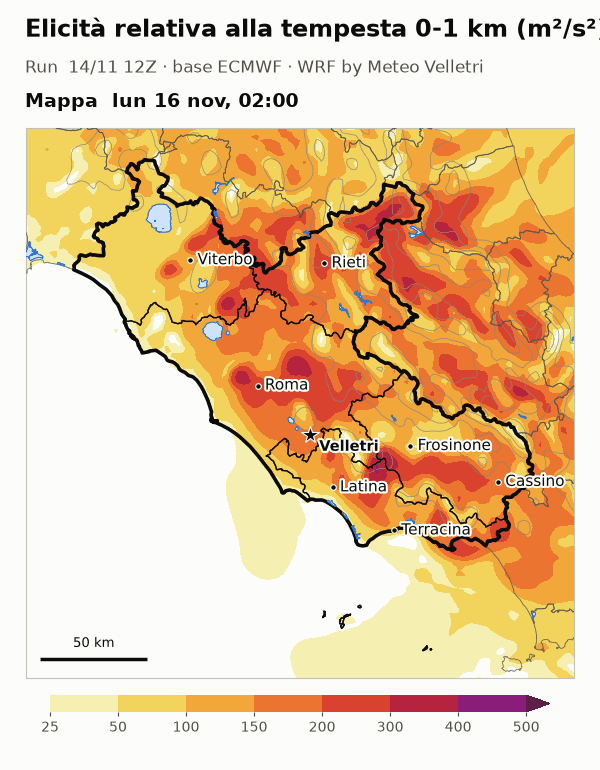 Elicità relativa alla tempesta 0-1 km (m²/s²)
Run  14/11 12Z · base ECMWF · WRF by Meteo Velletri
Mappa  lun 16 nov, 02:00
Viterbo
Rieti
Roma
Velletri
Frosinone
Latina
Cassino
Terracina
50 km
25 50 100 150 200 300 400 500